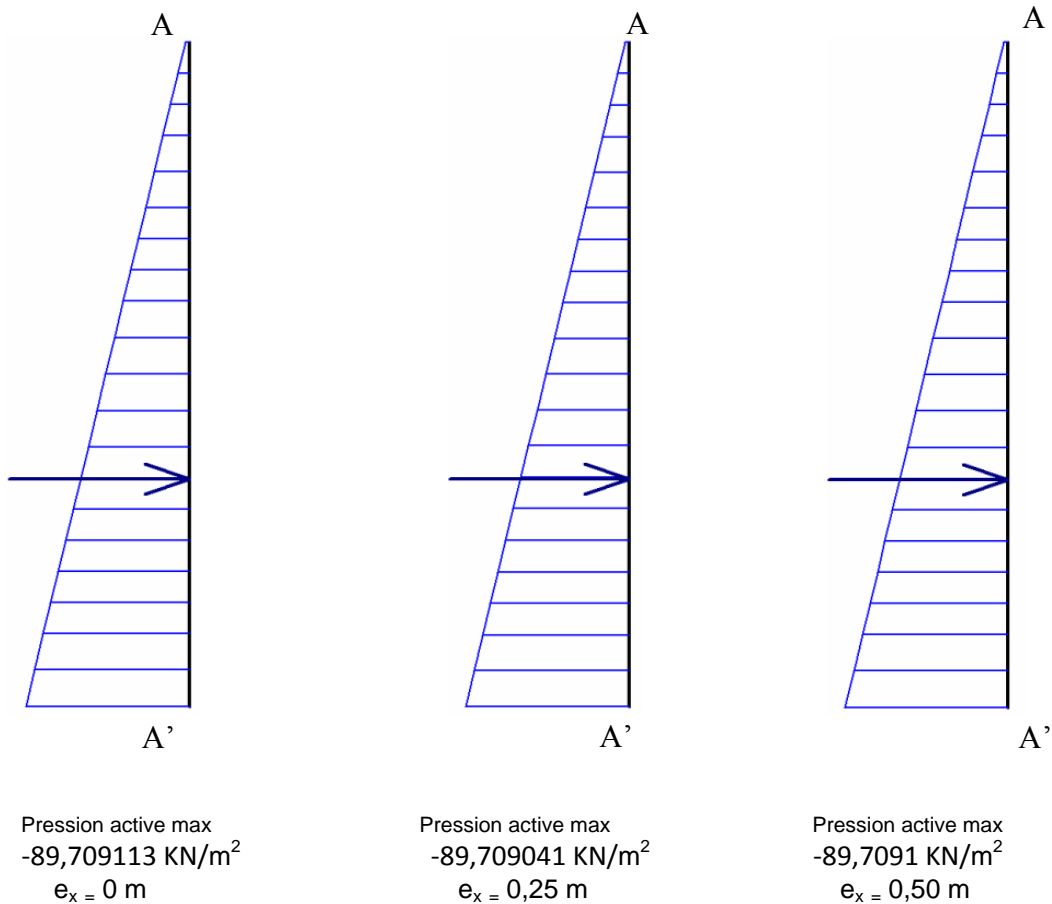 A
A
A
A’
A’
A’
Pression active max
-89,709113 KN/m²
eₓ = 0 m
Pression active max
-89,709041 KN/m²
eₓ = 0,25 m
Pression active max
-89,7091 KN/m²
eₓ = 0,50 m